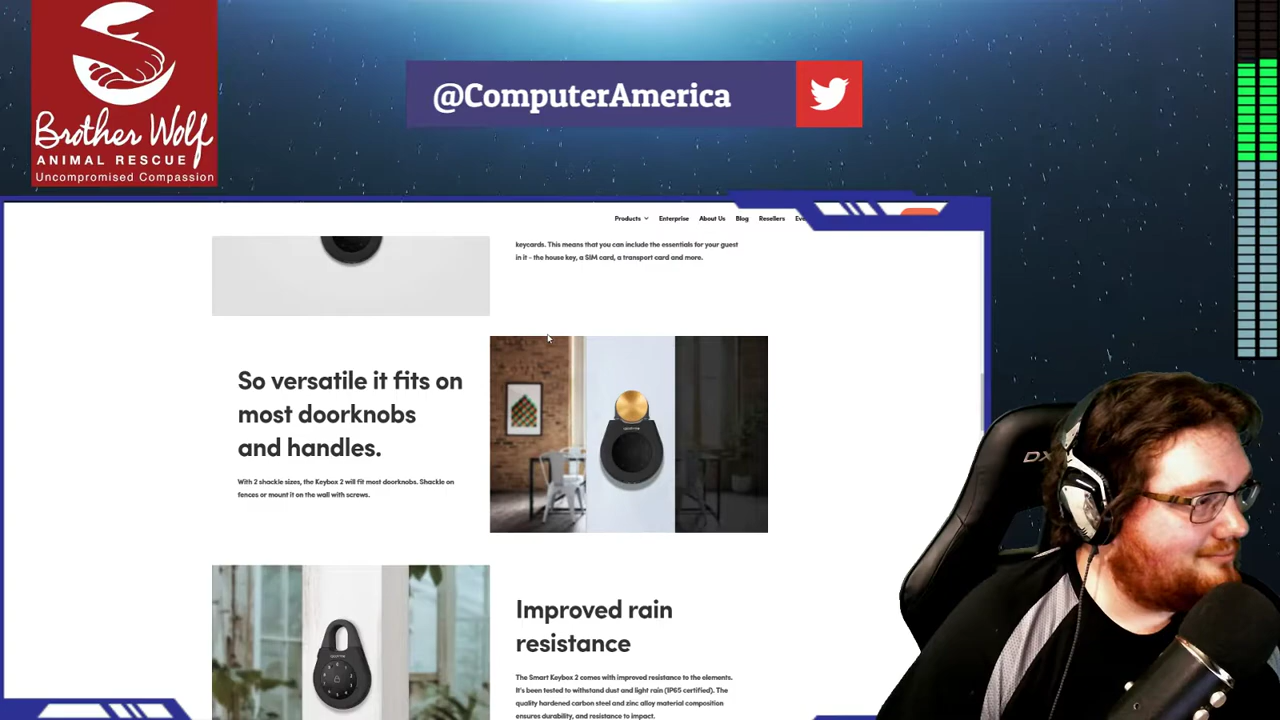 Brother Wolf
ANIMAL RESCUE
Uncompromised Compassion
@ComputerAmerica
Products
Enterprise
About Us
Blog
Resellers
keycards. This means that you can include the essentials for your guest
in it - the house key, a SIM card, a transport card and more.
So versatile it fits on
most doorknobs
and handles.
With 2 shackle sizes, the Keybox 2 will fit most doorknobs. Shackle on
fences or mount it on the wall with screws.
Improved rain
resistance
The Smart Keybox 2 comes with improved resistance to the elements.
It's been tested to withstand dust and light rain (IP65 certified). The
quality hardened carbon steel and zinc alloy material composition
ensures durability, and resistance to impact.